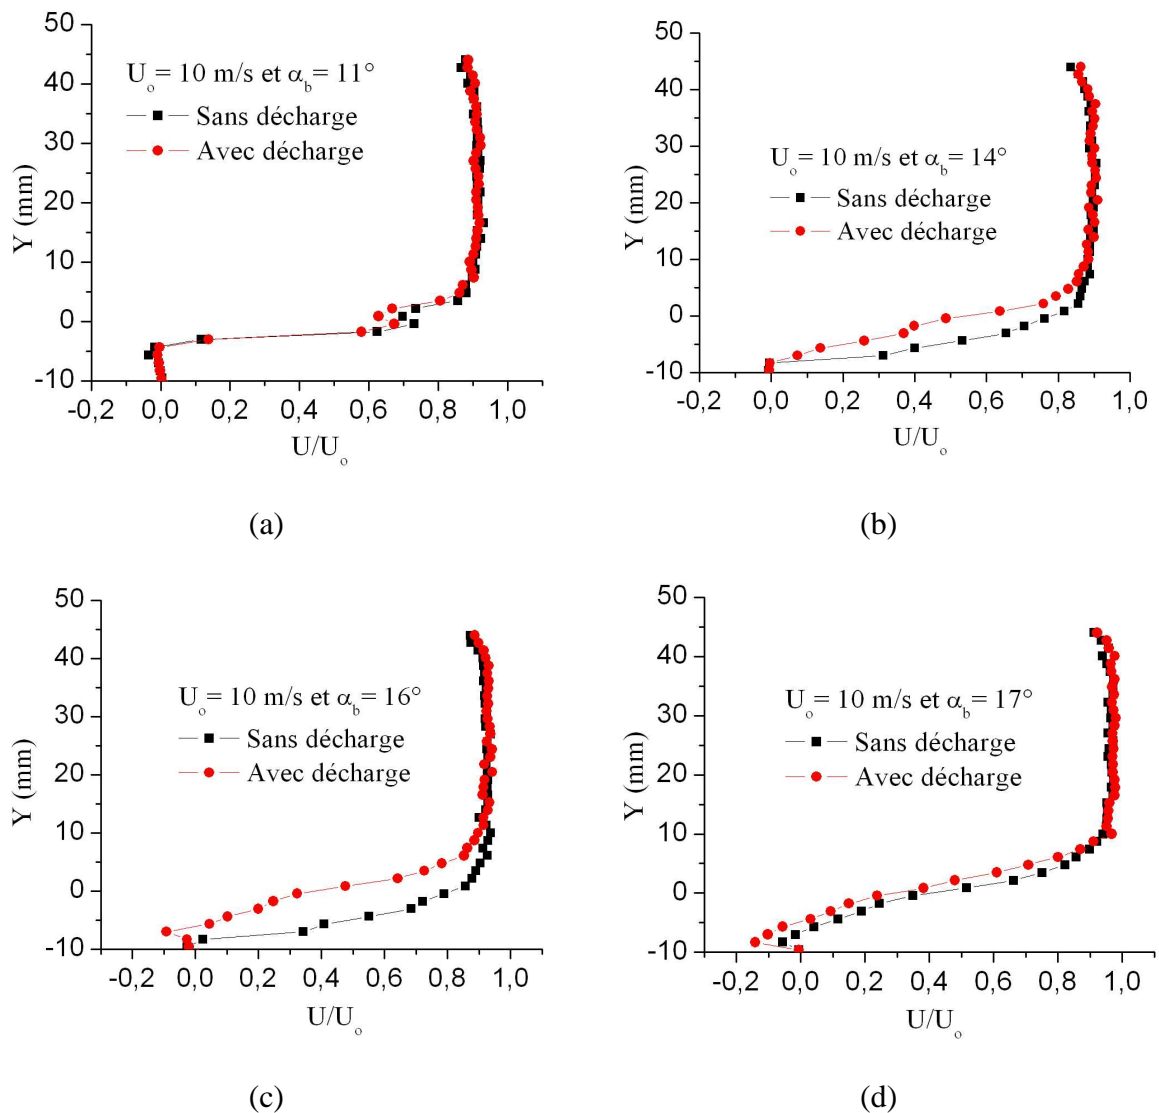 (a)
U₀ = 10 m/s et α_b = 11°
Sans décharge
Avec décharge
Y (mm)
50
40
30
20
10
0
-10
-0,2 0,0 0,2 0,4 0,6 0,8 1,0
U/U₀
(a)
U₀ = 10 m/s et α_b = 14°
Sans décharge
Avec décharge
Y (mm)
50
40
30
20
10
0
-10
-0,2 0,0 0,2 0,4 0,6 0,8 1,0
U/U₀
(b)
U₀ = 10 m/s et α_b = 16°
Sans décharge
Avec décharge
Y (mm)
50
40
30
20
10
0
-10
-0,2 0,0 0,2 0,4 0,6 0,8 1,0
U/U₀
(c)
U₀ = 10 m/s et α_b = 17°
Sans décharge
Avec décharge
Y (mm)
50
40
30
20
10
0
-10
-0,2 0,0 0,2 0,4 0,6 0,8 1,0
U/U₀
(d)